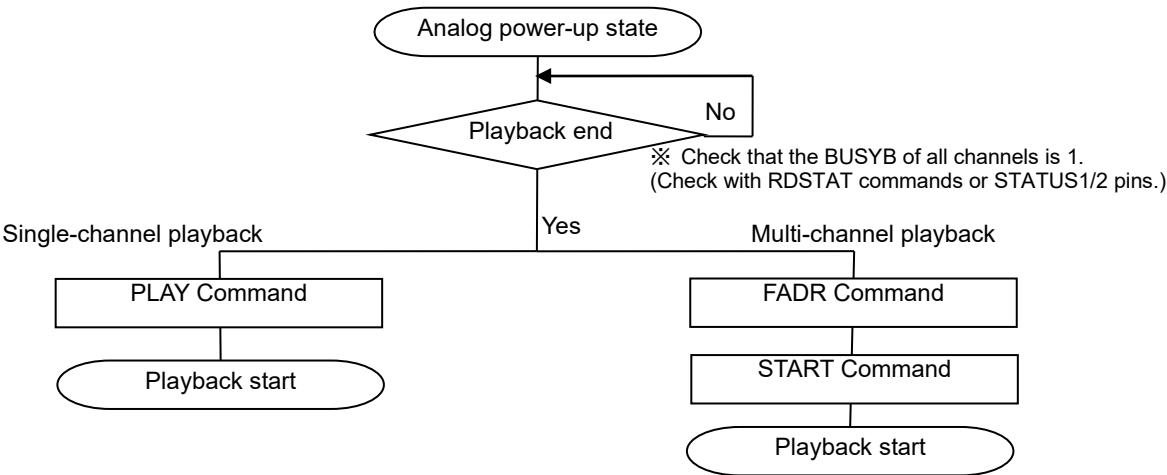 Analog power-up state
No
Playback end
※ Check that the BUSYB of all channels is 1.
(Check with RDSTAT commands or STATUS1/2 pins.)
Yes
Single-channel playback
Multi-channel playback
PLAY Command
FADR Command
Playback start
START Command
Playback start